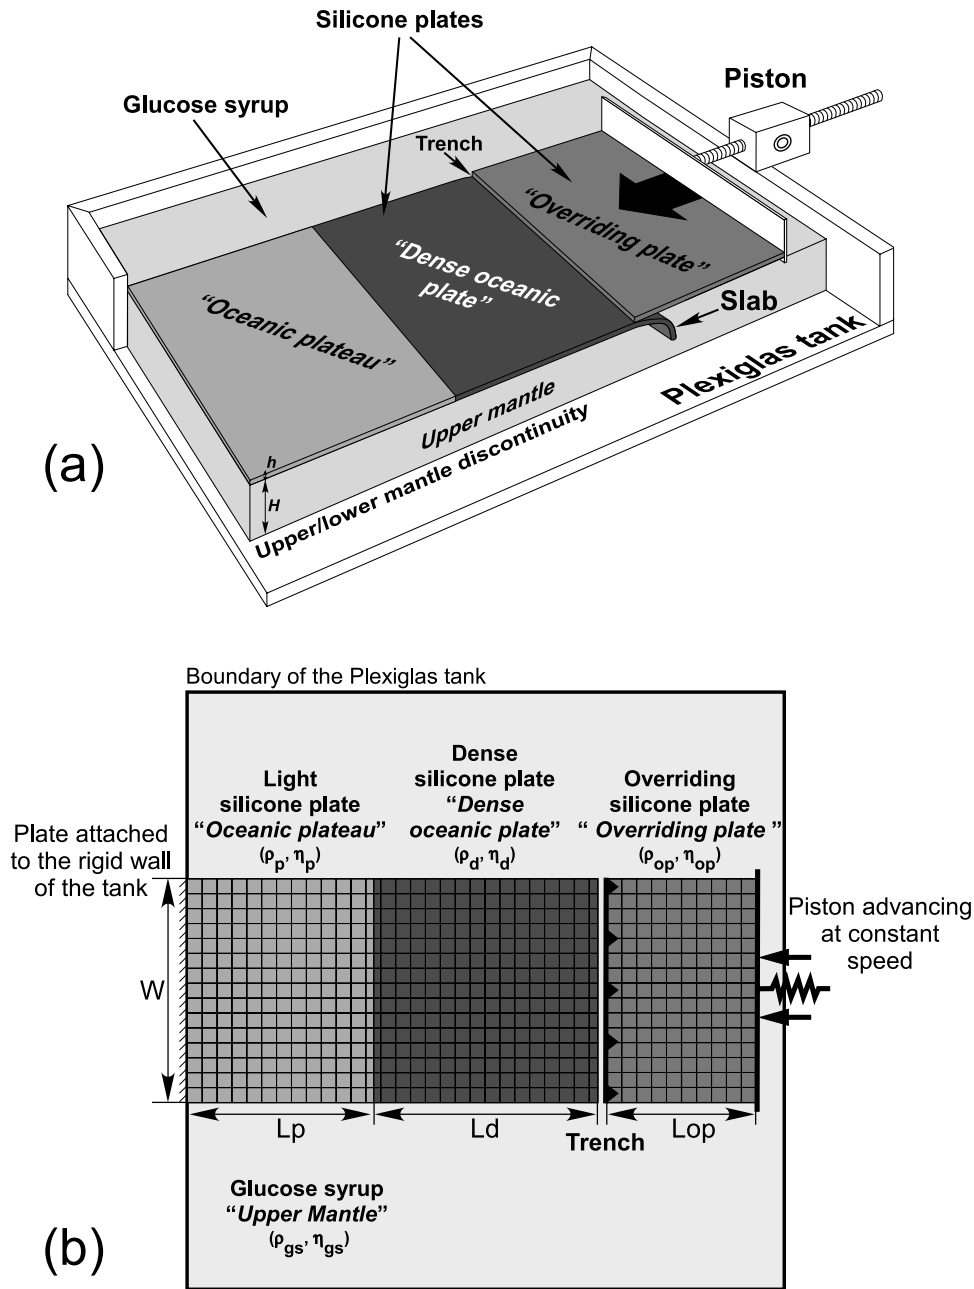 (a)
Silicone plates
Glucose syrup
Piston
Trench
“Overriding plate”
“Dense oceanic
plate”
“Oceanic plateau”
Slab
Plexiglas tank
Upper mantle
Upper/lower mantle discontinuity
h
H
Boundary of the Plexiglas tank
Light
silicone plate
“Oceanic plateau”
(ρp, ηp)
Dense
silicone plate
“Dense
oceanic plate”
(ρd, ηd)
Overriding
silicone plate
“ Overriding plate ”
(ρop, ηop)
Plate attached
to the rigid wall
of the tank
Piston advancing
at constant
speed
W
Lp
Ld
Lop
Trench
Glucose syrup
“Upper Mantle”
(ρgs, ηgs)
(b)